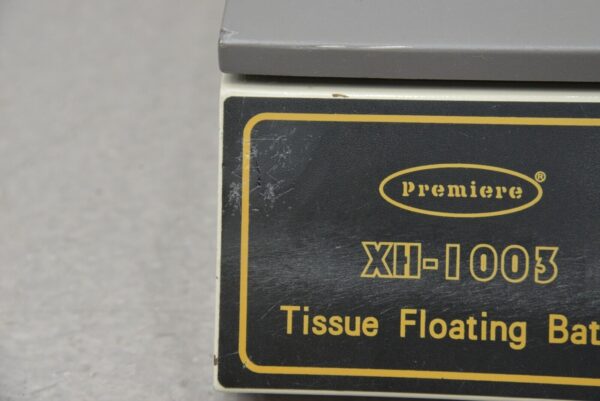 Premiere®
XH-1003
Tissue Floating Bat